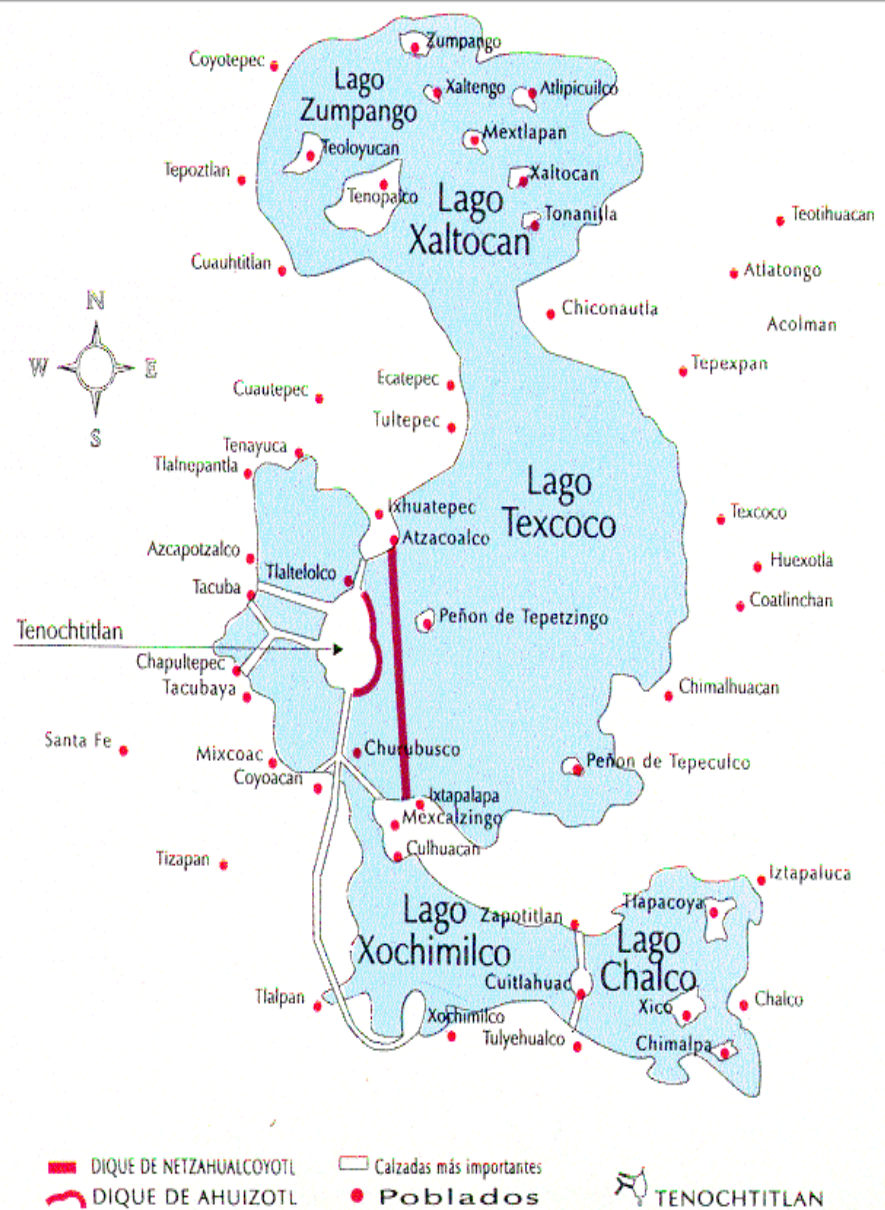 Zumpango
Coyotepec
Lago
Zumpango
Xaltengo
Atlipicuilco
Mextlapan
Teoloyucan
Tepoztlan
Xaltocan
Tenopalco
Lago
Xaltocan
Tonanitla
Teotihuacan
Cuauhtitlan
Atlatongo
Chiconautla
Acolman
N
W
E
S
Tepexpan
Ecatepec
Cuautepec
Tultepec
Tenayuca
Tlalnepantla
Lago
Texcoco
Ixhuatepec
Texcoco
Atzacoalco
Azcapotzalco
Huexotla
Tlaltelolco
Tacuba
Coatlinchan
Peñon de Tepetzingo
Tenochtitlan
Chapultepec
Tacubaya
Chimalhuacan
Santa Fe
Mixcoac
Churubusco
Peñon de Tepeculco
Coyoacan
Ixtapalapa
Mexcalzingo
Culhuacan
Tizapan
Iztapaluca
Lago
Xochimilco
Zapotitlan
Tlapacoya
Lago
Chalco
Cuitlahuac
Tlalpan
Xico
Chalco
Xochimilco
Tulyehualco
Chimalpa
DIQUE DE NETZAHUALCOYOTL
Calzadas más importantes
DIQUE DE AHUIZOTL
Poblados
TENOCHTITLAN